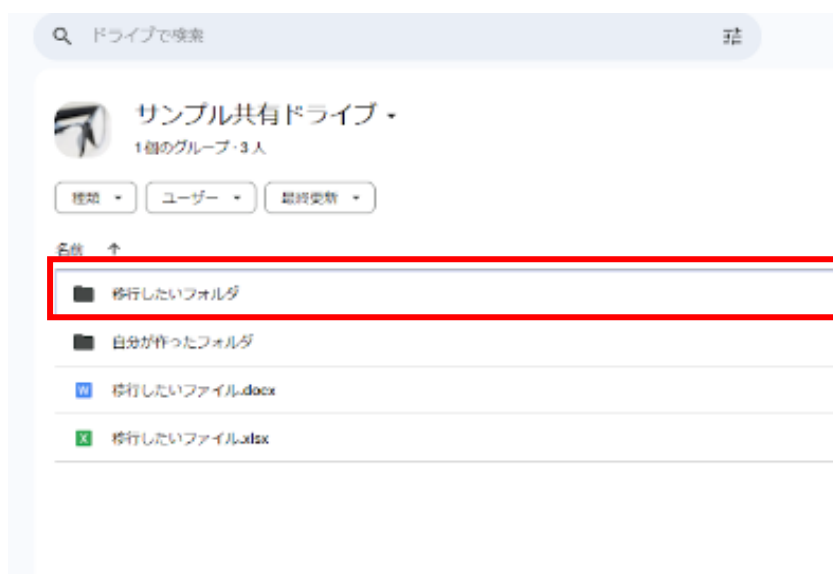 ドライブで検索
サンプル共有ドライブ
1 個のグループ・3 人
種類 ユーザー 最終更新
名前 ↑
移行したいフォルダ
自分が作ったフォルダ
W 移行したいファイル.docx
X 移行したいファイル.xlsx